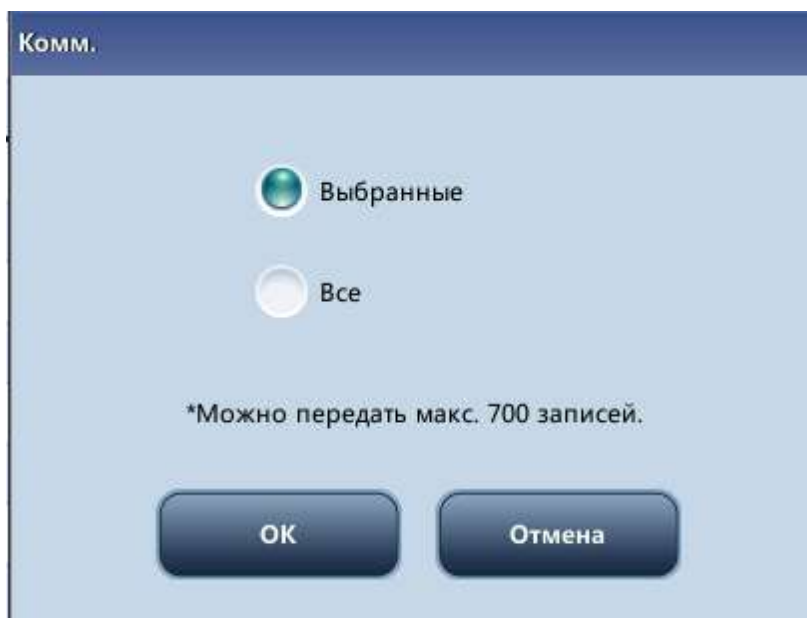 Комм.
Выбранные
Все
*Можно передать макс. 700 записей.
OK
Отмена